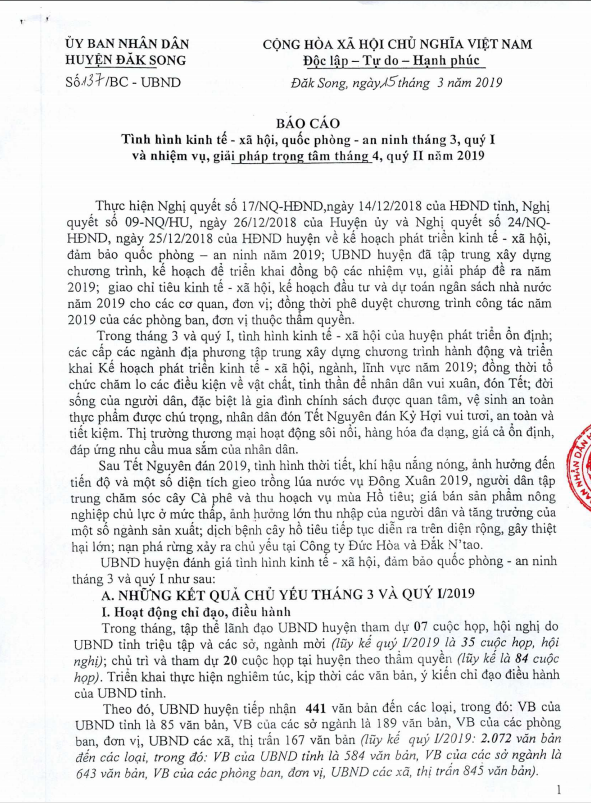 ỦY BAN NHÂN DÂN
HUYỆN ĐĂK SONG
Số 137/BC - UBND
CỘNG HÒA XÃ HỘI CHỦ NGHĨA VIỆT NAM
Độc lập – Tự do – Hạnh phúc
Đăk Song, ngày 15 tháng 3 năm 2019
BÁO CÁO
Tình hình kinh tế - xã hội, quốc phòng - an ninh tháng 3, quý I
và nhiệm vụ, giải pháp trọng tâm tháng 4, quý II năm 2019
Thực hiện Nghị quyết số 17/NQ-HĐND,ngày 14/12/2018 của HĐND tỉnh, Nghị
quyết số 09-NQ/HU, ngày 26/12/2018 của Huyện ủy và Nghị quyết số 24/NQ-
HĐND, ngày 25/12/2018 của HĐND huyện về kế hoạch phát triển kinh tế - xã hội,
đảm bảo quốc phòng – an ninh năm 2019; UBND huyện đã tập trung xây dựng
chương trình, kế hoạch để triển khai đồng bộ các nhiệm vụ, giải pháp đề ra năm
2019; giao chỉ tiêu kinh tế - xã hội, kế hoạch đầu tư và dự toán ngân sách nhà nước
năm 2019 cho các cơ quan, đơn vị; đồng thời phê duyệt chương trình công tác năm
2019 của các phòng ban, đơn vị thuộc thẩm quyền.
Trong tháng 3 và quý I, tình hình kinh tế - xã hội của huyện phát triển ổn định;
các cấp các ngành địa phương tập trung xây dựng chương trình hành động và triển
khai Kế hoạch phát triển kinh tế - xã hội, ngành, lĩnh vực năm 2019; đồng thời tổ
chức chăm lo các điều kiện về vật chất, tinh thần để nhân dân vui xuân, đón Tết; đời
sống của người dân, đặc biệt là gia đình chính sách được quan tâm, vệ sinh an toàn
thực phẩm được chú trọng, nhân dân đón Tết Nguyên đán Kỷ Hợi vui tươi, an toàn và
tiết kiệm. Thị trường thương mại hoạt động sôi nổi, hàng hóa đa dạng, giá cả ổn định,
đáp ứng nhu cầu mua sắm của nhân dân.
Sau Tết Nguyên đán 2019, tình hình thời tiết, khí hậu nắng nóng, ảnh hưởng đến
tiến độ và một số diện tích gieo trồng lúa nước vụ Đông Xuân 2019, người dân tập
trung chăm sóc cây Cà phê và thu hoạch vụ mùa Hồ tiêu; giá bán sản phẩm nông
nghiệp chủ lực ở mức thấp, ảnh hưởng lớn thu nhập của người dân và tăng trưởng của
một số ngành sản xuất; dịch bệnh cây hồ tiêu tiếp tục diễn ra trên diện rộng, gây thiệt
hại lớn; nạn phá rừng xảy ra chủ yếu tại Công ty Đức Hòa và Đắk N'tao.
UBND huyện đánh giá tình hình kinh tế - xã hội, đảm bảo quốc phòng - an ninh
tháng 3 và quý I như sau:
A. NHỮNG KẾT QUẢ CHỦ YẾU THÁNG 3 VÀ QUÝ I/2019
I. Hoạt động chỉ đạo, điều hành
Trong tháng, tập thể lãnh đạo UBND huyện tham dự 07 cuộc họp, hội nghị do
UBND tỉnh triệu tập và các sở, ngành mời (lũy kế quý I/2019 là 35 cuộc họp, hội
nghị); chủ trì và tham dự 20 cuộc họp tại huyện theo thẩm quyền (lũy kế là 84 cuộc
họp). Triển khai thực hiện nghiêm túc, kịp thời các văn bản, ý kiến chỉ đạo điều hành
của UBND tỉnh.
Theo đó, UBND huyện tiếp nhận 441 văn bản đến các loại, trong đó: VB của
UBND tỉnh là 85 văn bản, VB của các sở ngành là 189 văn bản, VB của các phòng
ban, đơn vị, UBND các xã, thị trấn 167 văn bản (lũy kế quý I/2019: 2.072 văn bản
đến các loại, trong đó: VB của UBND tỉnh là 584 văn bản, VB của các sở ngành là
643 văn bản, VB của các phòng ban, đơn vị, UBND các xã, thị trấn 845 văn bản).
1